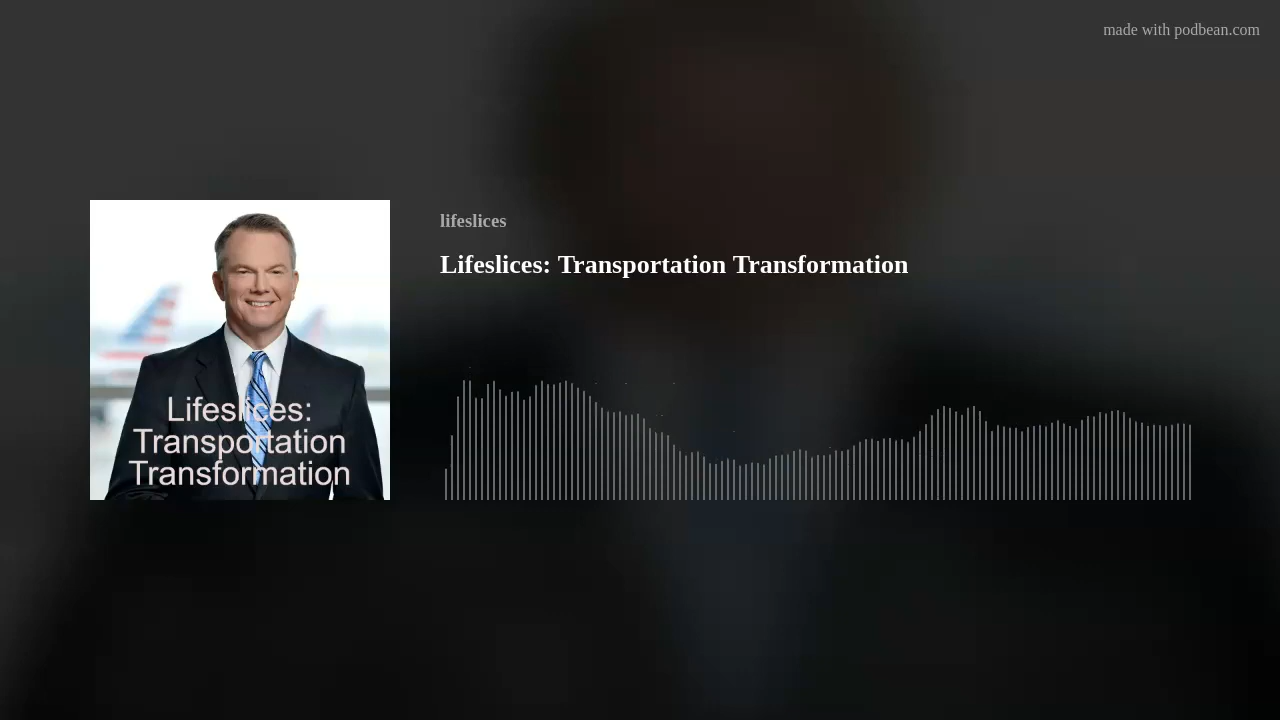 made with podbean.com
lifeslices
Lifeslices: Transportation Transformation
Lifeslices:
Transportation
Transformation